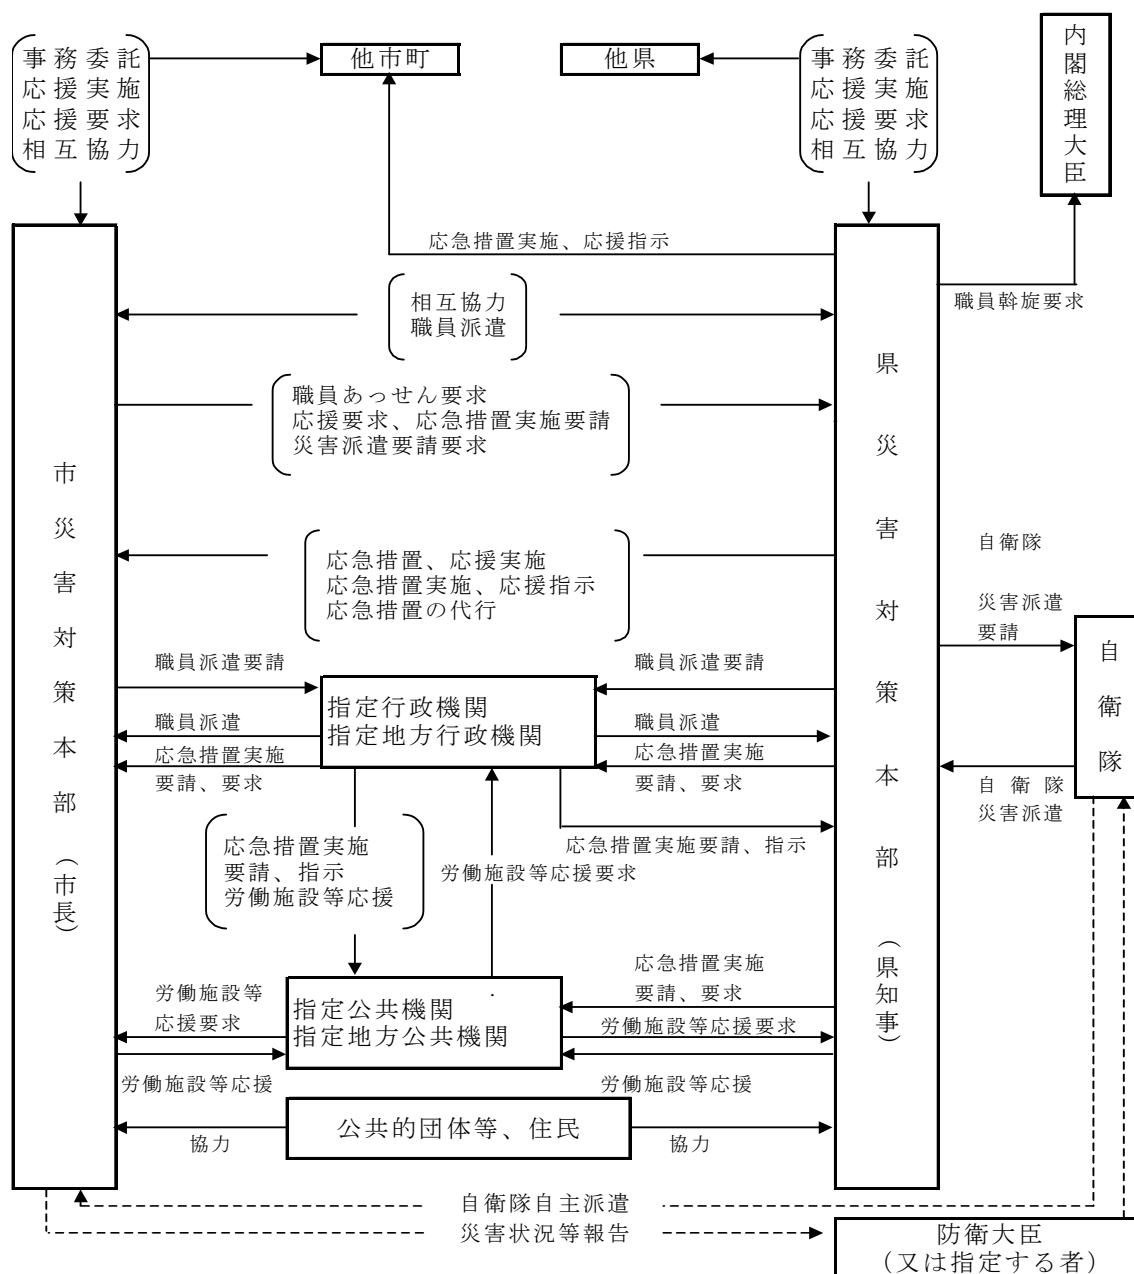 事務委託
応援実施
応援要求
相互協力
他市町
他県
事務委託
応援実施
応援要求
相互協力
内閣総理大臣
応急措置実施、応援指示
職員斡旋要求
相互協力
職員派遣
職員あっせん要求
応援要求、応急措置実施要請
災害派遣要請要求
市災害対策本部(市長)
県災害対策本部(県知事)
応急措置、応援実施
応急措置実施、応援指示
応急措置の代行
自衛隊
災害派遣
要請
自衛隊
自衛隊
災害派遣
職員派遣要請
職員派遣
応急措置実施
要請、要求
指定行政機関
指定地方行政機関
職員派遣要請
職員派遣
応急措置実施
要請、要求
応急措置実施
要請、指示
労働施設等応援
労働施設等応援要求
応急措置実施要請、指示
労働施設等
応援要求
労働施設等応援
指定公共機関
指定地方公共機関
応急措置実施
要請、要求
労働施設等応援要求
労働施設等応援
公共的団体等、住民
協力
協力
自衛隊自主派遣
災害状況等報告
防衛大臣
(又は指定する者)